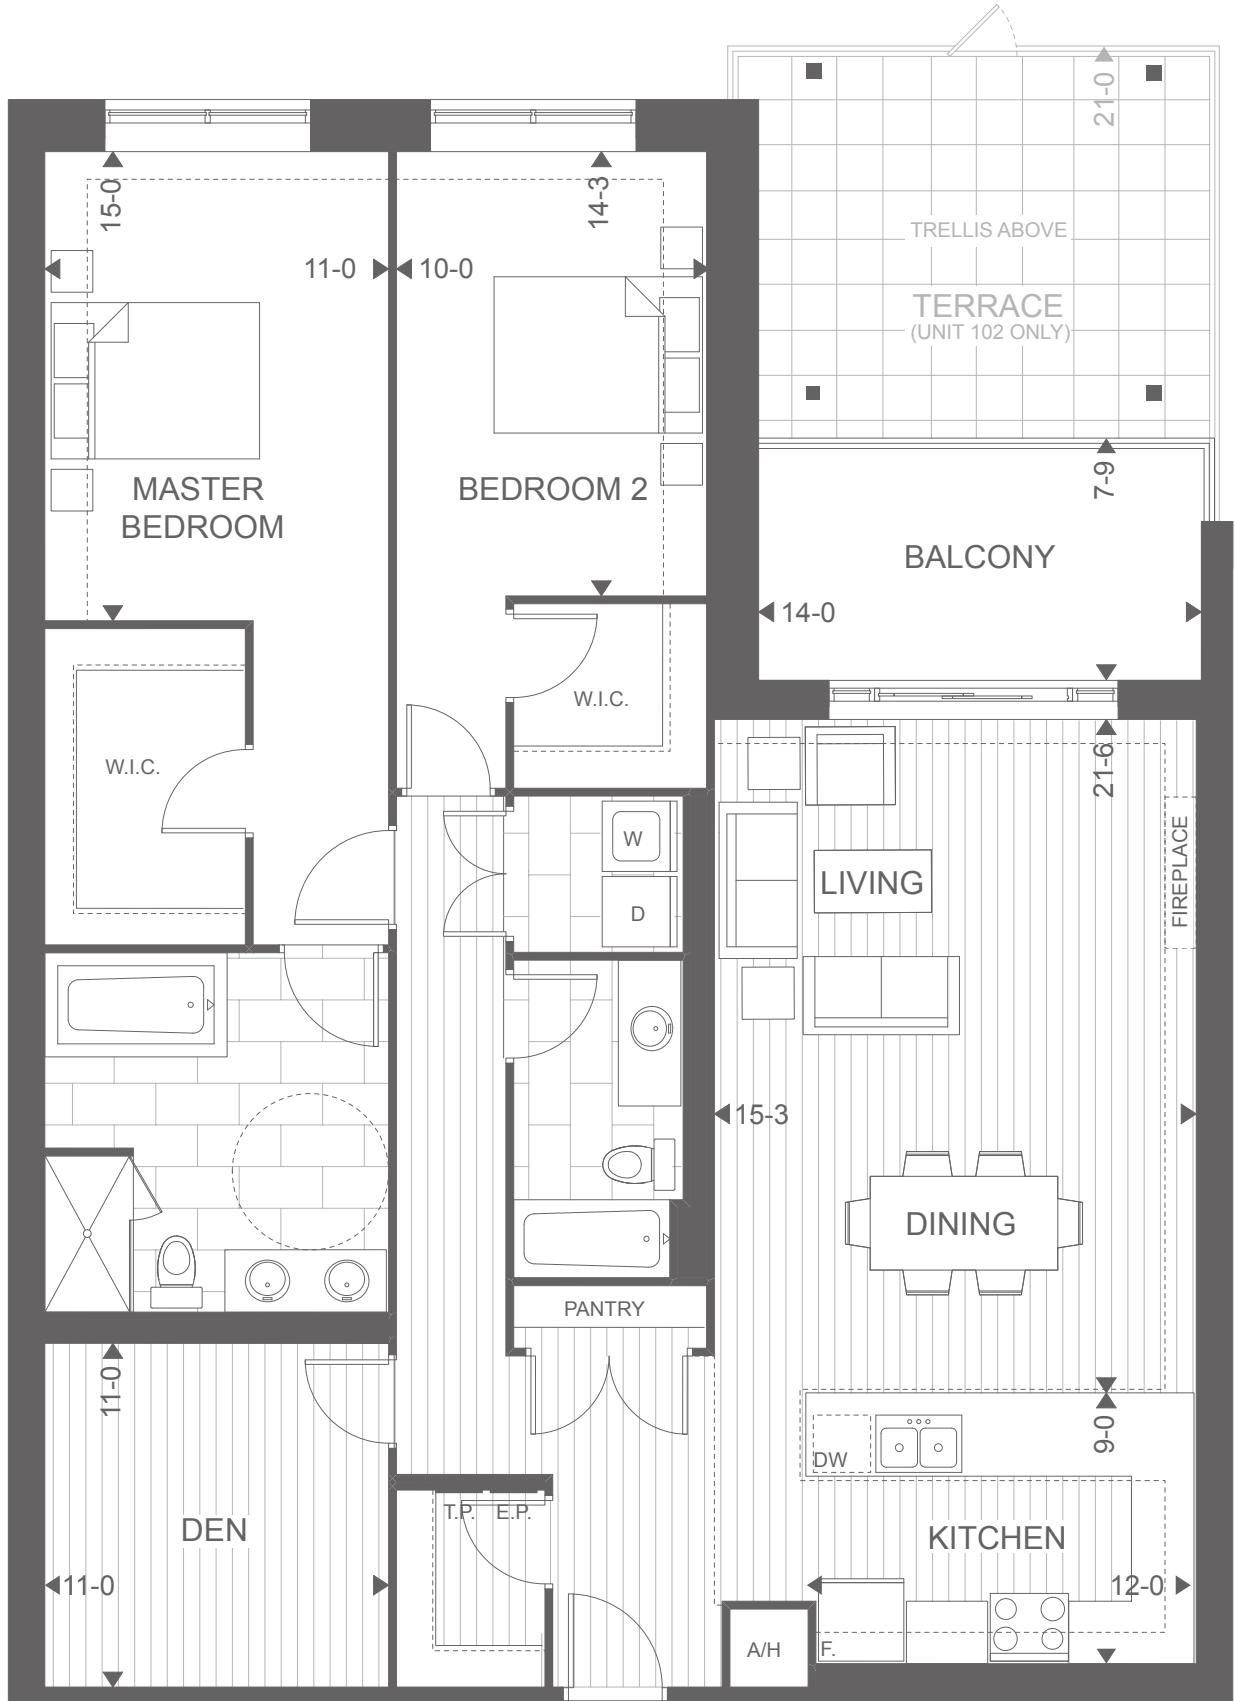 21-0
15-0
14-3
TRELLIS ABOVE
11-0
10-0
TERRACE
(UNIT 102 ONLY)
7-9
MASTER
BEDROOM
BEDROOM 2
BALCONY
14-0
W.I.C.
W.I.C.
21-6
W
FIREPLACE
LIVING
D
15-3
DINING
PANTRY
11-0
9-0
DW
T.P. E.P.
DEN
KITCHEN
11-0
12-0
A/H
F.